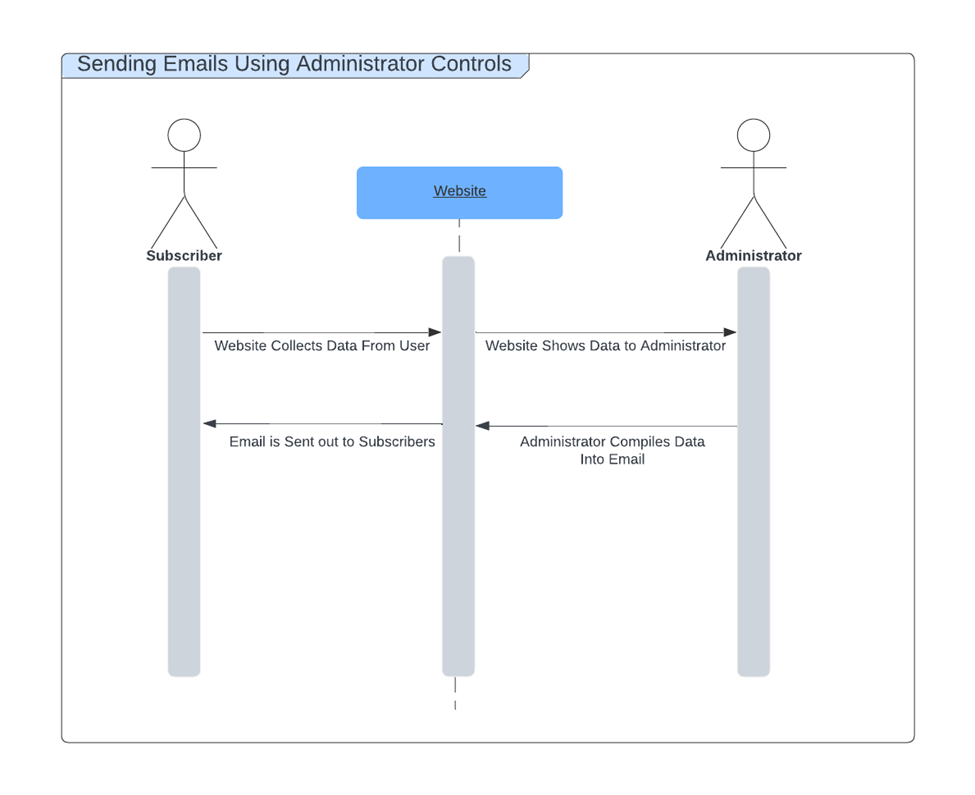 Sending Emails Using Administrator Controls
Website
Subscriber
Administrator
Website Collects Data From User
Website Shows Data to Administrator
Email is Sent out to Subscribers
Administrator Compiles Data
Into Email